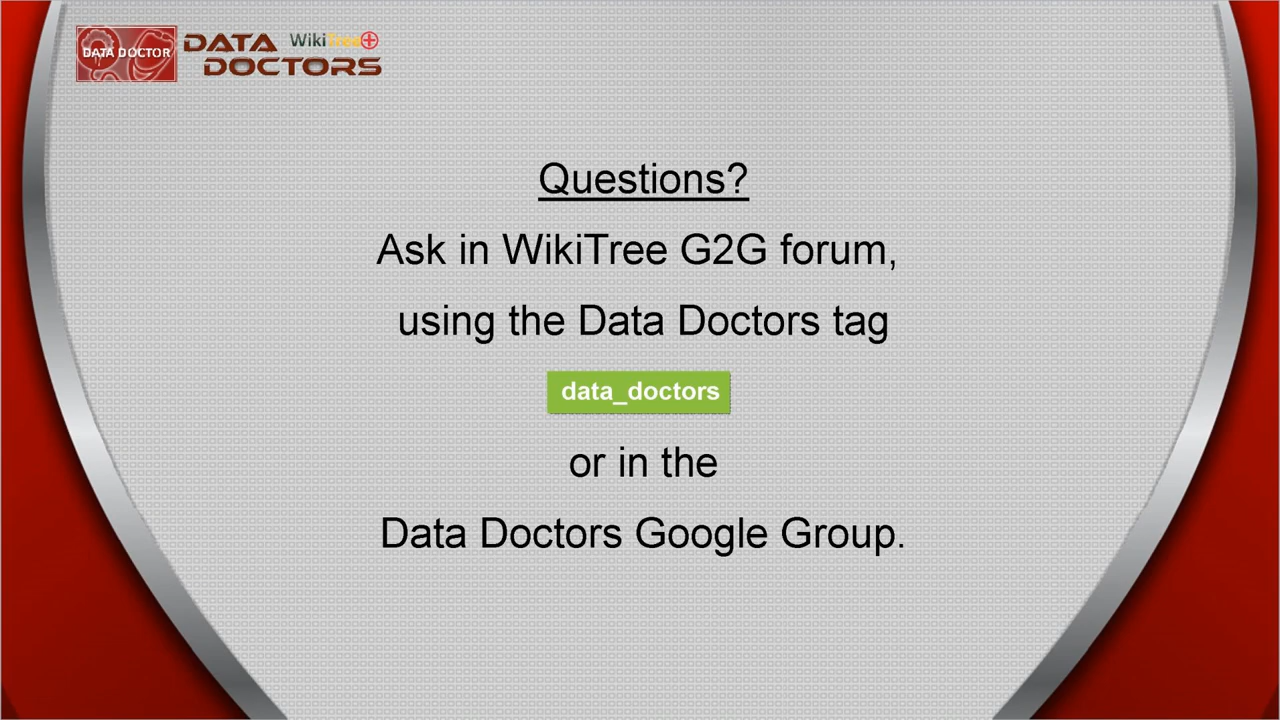 DATA DOCTOR
DATA WikiTree+
DOCTORS
Questions?
Ask in WikiTree G2G forum,
using the Data Doctors tag
data_doctors
or in the
Data Doctors Google Group.